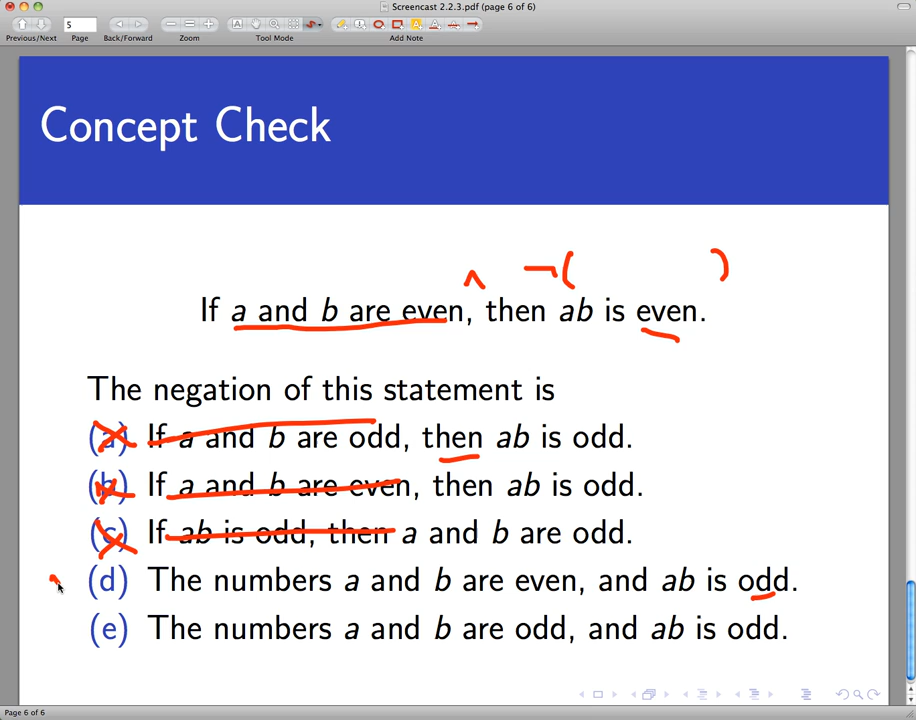 Screencast 2.2.3.pdf (page 6 of 6)
5
A
A
A
A
Previous/Next
Page
Back/Forward
Zoom
Tool Mode
Add Note
Concept Check
^ ¬( )
If a and b are even, then ab is even.
The negation of this statement is
(a) If a and b are odd, then ab is odd.
(b) If a and b are even, then ab is odd.
(c) If ab is odd, then a and b are odd.
(d) The numbers a and b are even, and ab is odd.
(e) The numbers a and b are odd, and ab is odd.
Page 6 of 6